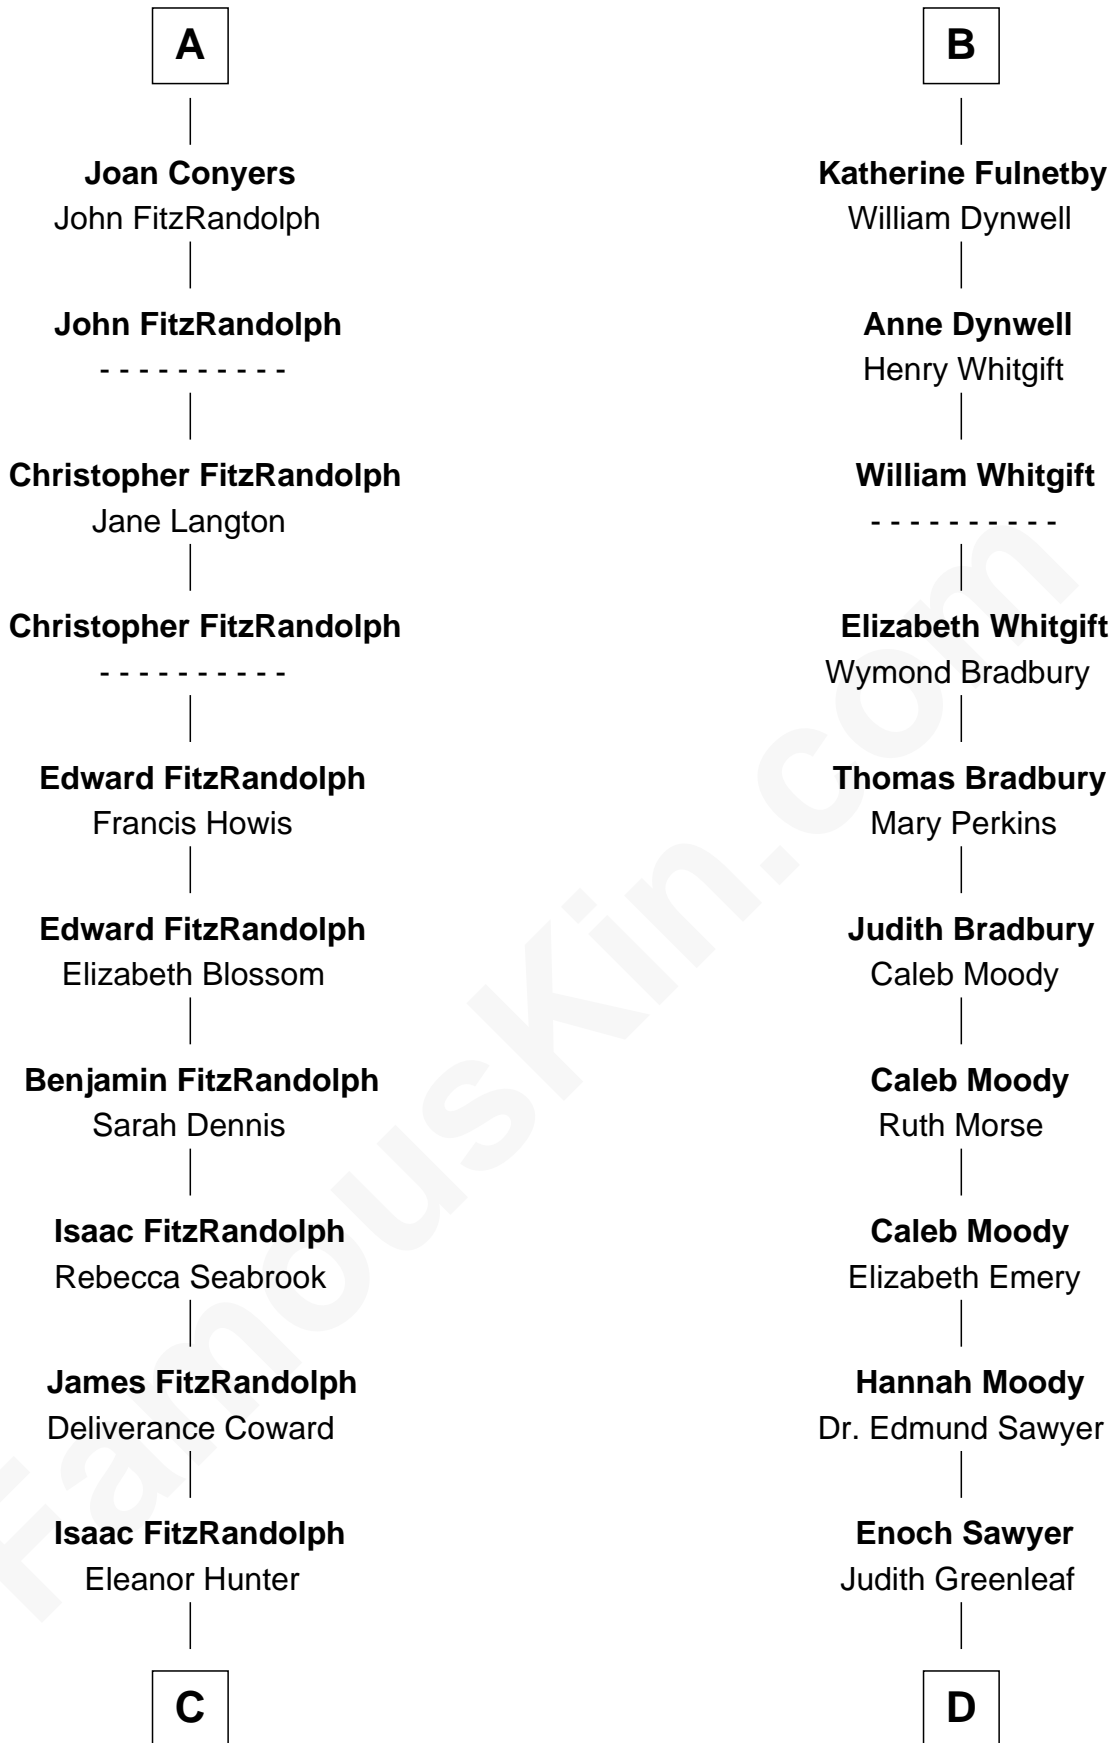 A
Joan Conyers
John FitzRandolph
John FitzRandolph
- - - - - - - - - -
Christopher FitzRandolph
Jane Langton
Christopher FitzRandolph
- - - - - - - - - -
Edward FitzRandolph
Francis Howis
Edward FitzRandolph
Elizabeth Blossom
Benjamin FitzRandolph
Sarah Dennis
Isaac FitzRandolph
Rebecca Seabrook
James FitzRandolph
Deliverance Coward
Isaac FitzRandolph
Eleanor Hunter
C
B
Katherine Fulnetby
William Dynwell
Anne Dynwell
Henry Whitgift
William Whitgift
- - - - - - - - - -
Elizabeth Whitgift
Wymond Bradbury
Thomas Bradbury
Mary Perkins
Judith Bradbury
Caleb Moody
Caleb Moody
Ruth Morse
Caleb Moody
Elizabeth Emery
Hannah Moody
Dr. Edmund Sawyer
Enoch Sawyer
Judith Greenleaf
D
FamousKin.com